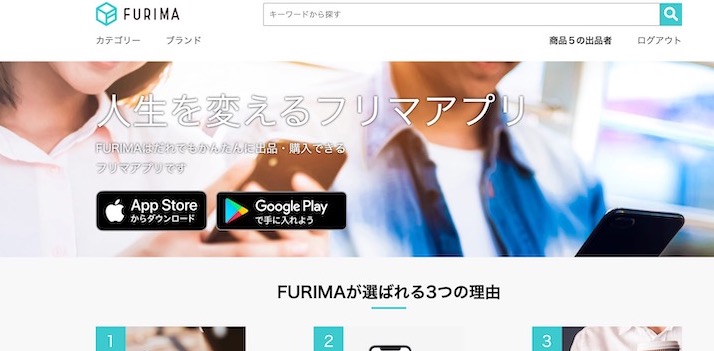 FURIMA
キーワードから探す
カテゴリー ブランド 商品５の出品者 ログアウト
人生を変えるフリマアプリ
FURIMAはだれでもかんたんに出品・購入できる
フリマアプリです
App Store
からダウンロード
Google Play
で手に入れよう
FURIMAが選ばれる3つの理由
1 2 3